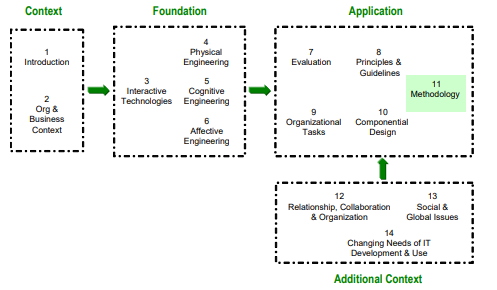 Context
Foundation
Application
1
Introduction
2
Org &
Business
Context
3
Interactive
Technologies
4
Physical
Engineering
5
Cognitive
Engineering
6
Affective
Engineering
7
Evaluation
8
Principles &
Guidelines
9
Organizational
Tasks
10
Componential
Design
11
Methodology
12
Relationship, Collaboration
& Organization
13
Social &
Global Issues
14
Changing Needs of IT
Development & Use
Additional Context